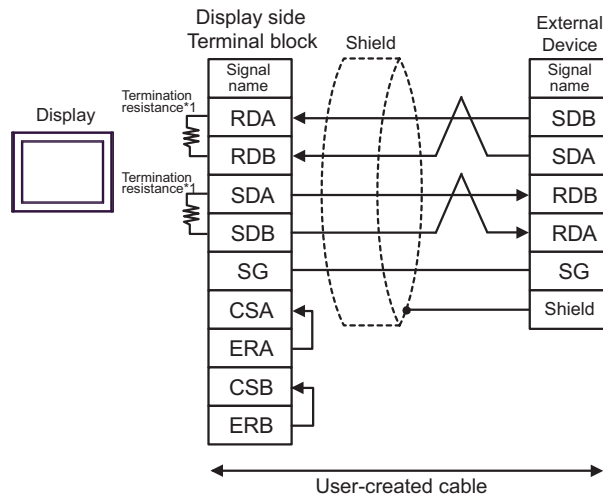 Display side
Terminal block
Shield
External
Device
Signal
name
Signal
name
Display
Termination
resistance*1
RDA
SDB
RDB
SDA
Termination
resistance*1
SDA
RDB
SDB
RDA
SG
SG
CSA
Shield
ERA
CSB
ERB
User-created cable